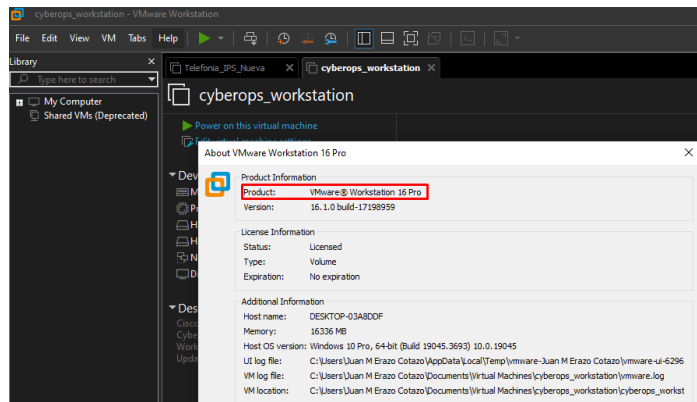 cyberops_workstation - VMware Workstation
File Edit View VM Tabs Help
Library
Type here to search
My Computer
Shared VMs (Deprecated)
Telefonia_IPS_Nueva
cyberops_workstation
cyberops_workstation
Power on this virtual machine
About VMware Workstation 16 Pro
Dev
Product Information
Product: VMware® Workstation 16 Pro
Version: 16.1.0 build-17198959
License Information
Status: Licensed
Type: Volume
Expiration: No expiration
Des
Cisco
Cybe
Work
Upda
Additional Information
Host name: DESKTOP-03A8DDF
Memory: 16336 MB
Host OS version: Windows 10 Pro, 64-bit (Build 19045.3693) 10.0.19045
UI log file: C:\Users\Juan M Erazo Cotazo\AppData\Local\Temp\vmware-Juan M Erazo Cotazo\vmware-ui-6296
VM log file: C:\Users\Juan M Erazo Cotazo\Documents\Virtual Machines\cyberops_workstation\vmware.log
VM location: C:\Users\Juan M Erazo Cotazo\Documents\Virtual Machines\cyberops_workstation\cyberops_workst